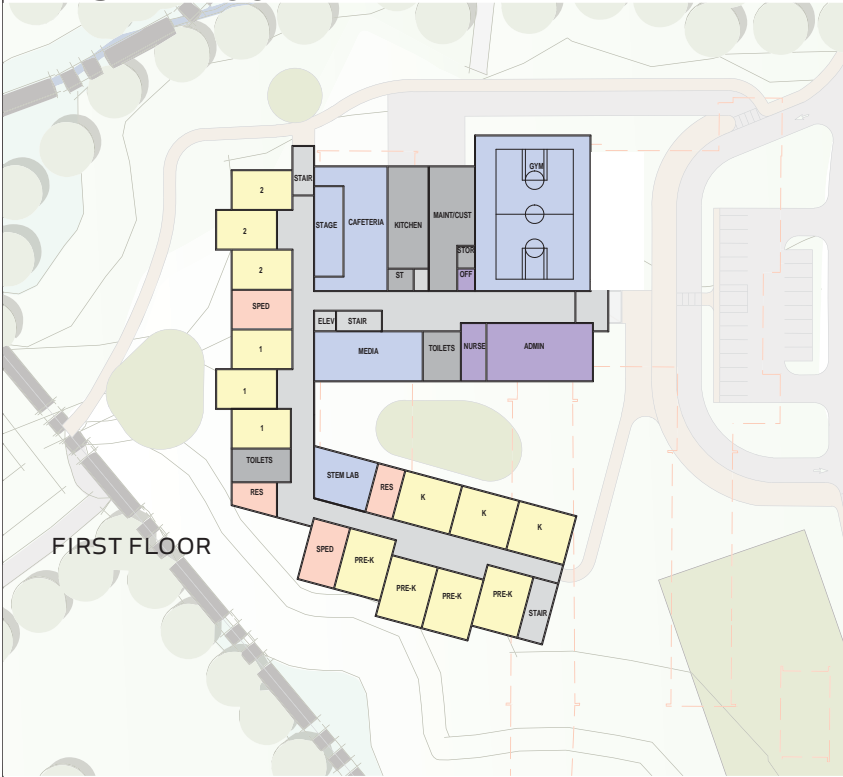 GYM
STAIR
2
STAGE
CAFETERIA
KITCHEN
MAINT/CUST
2
STOR
2
ST
OFF
SPED
ELEV
STAIR
1
MEDIA
TOILETS
NURSE
ADMIN
1
1
TOILETS
STEM LAB
RES
RES
K
K
K
FIRST FLOOR
SPED
PRE-K
PRE-K
PRE-K
PRE-K
STAIR